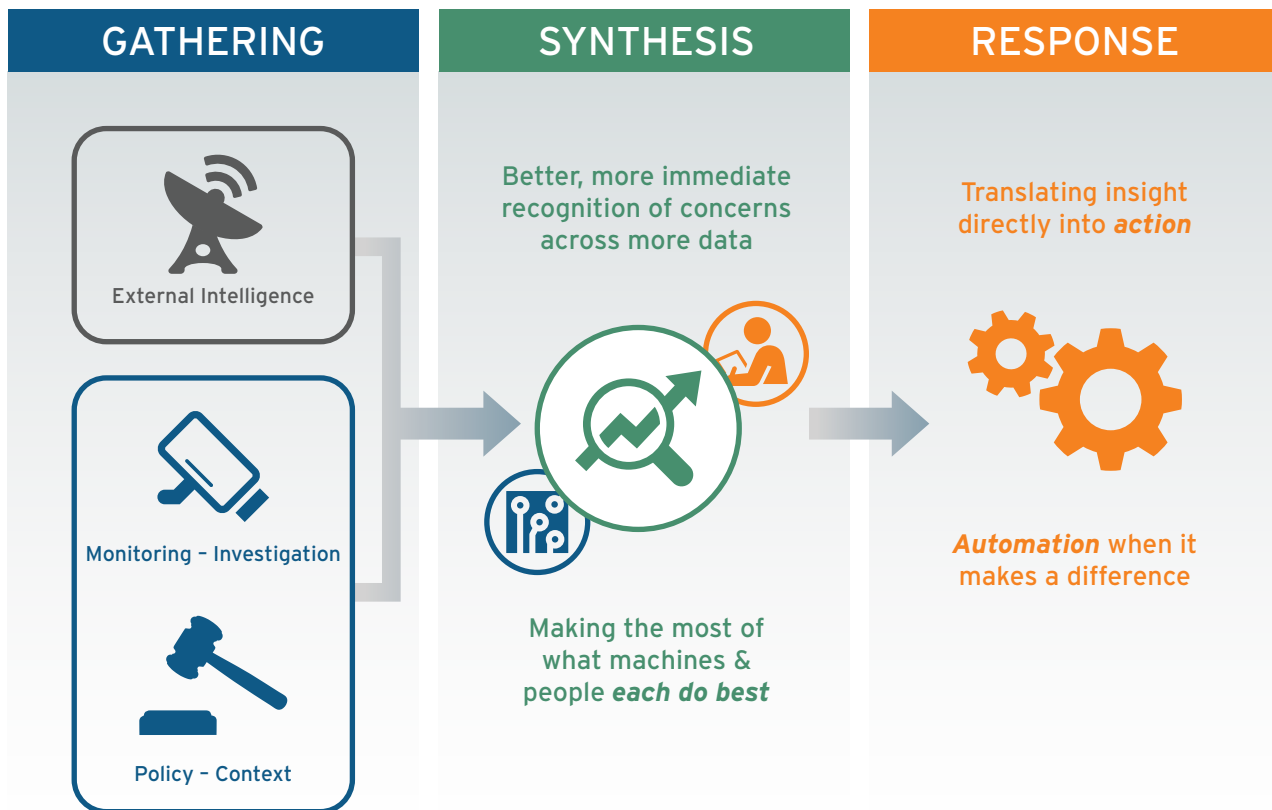 GATHERING
External Intelligence
Monitoring – Investigation
Policy – Context
SYNTHESIS
Better, more immediate
recognition of concerns
across more data
Making the most of
what machines &
people each do best
RESPONSE
Translating insight
directly into action
Automation when it
makes a difference